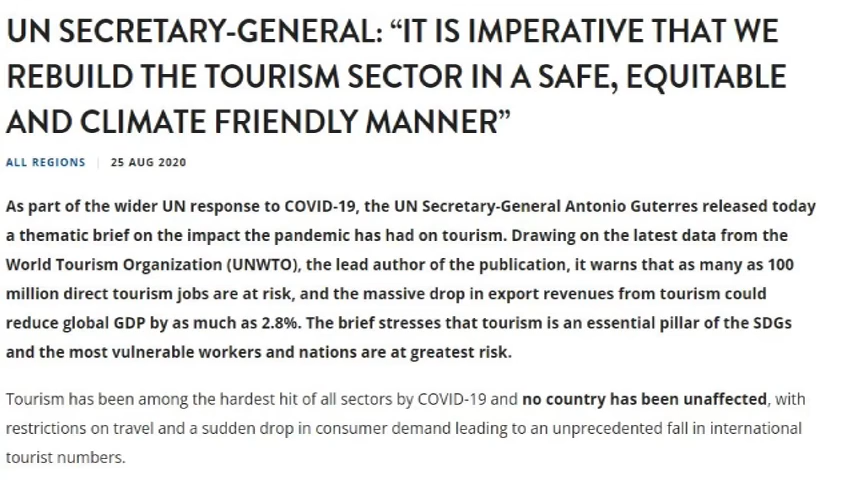 UN SECRETARY-GENERAL: “IT IS IMPERATIVE THAT WE
REBUILD THE TOURISM SECTOR IN A SAFE, EQUITABLE
AND CLIMATE FRIENDLY MANNER”
ALL REGIONS | 25 AUG 2020
As part of the wider UN response to COVID-19, the UN Secretary-General Antonio Guterres released today
a thematic brief on the impact the pandemic has had on tourism. Drawing on the latest data from the
World Tourism Organization (UNWTO), the lead author of the publication, it warns that as many as 100
million direct tourism jobs are at risk, and the massive drop in export revenues from tourism could
reduce global GDP by as much as 2.8%. The brief stresses that tourism is an essential pillar of the SDGs
and the most vulnerable workers and nations are at greatest risk.
Tourism has been among the hardest hit of all sectors by COVID-19 and no country has been unaffected, with
restrictions on travel and a sudden drop in consumer demand leading to an unprecedented fall in international
tourist numbers.